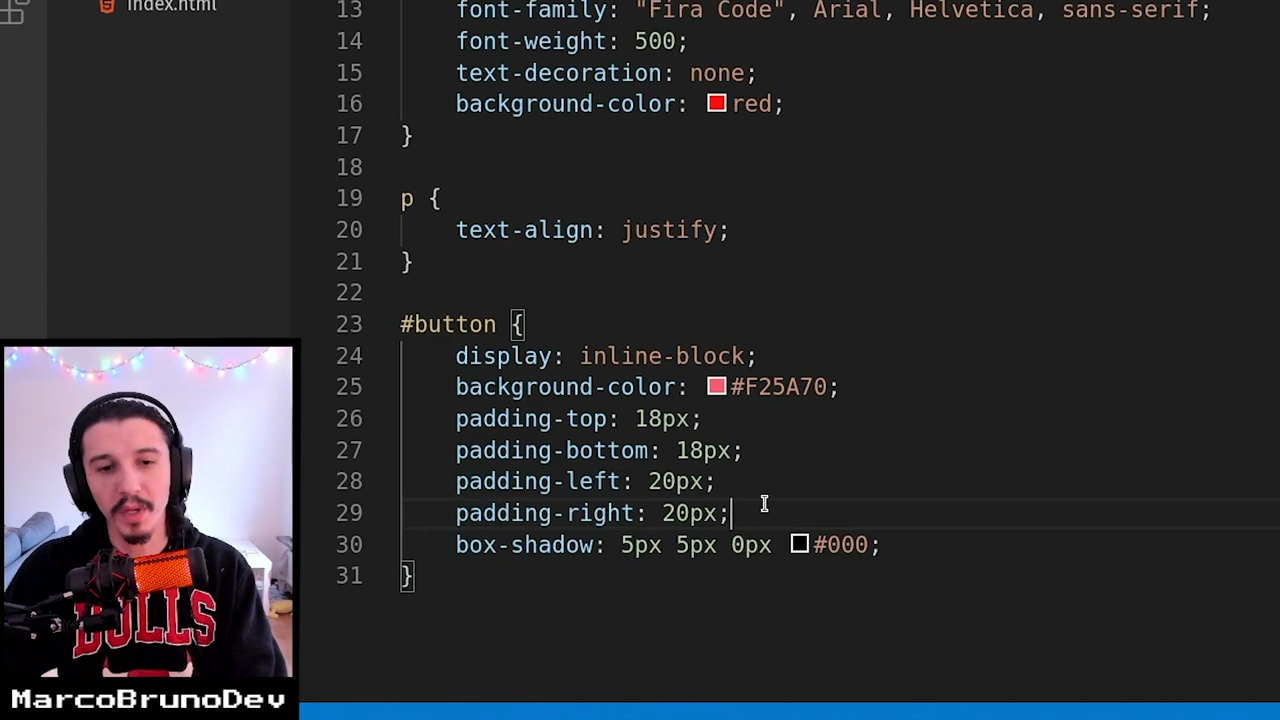 index.html
13 font-family: "Fira Code", Arial, Helvetica, sans-serif;
14 font-weight: 500;
15 text-decoration: none;
16 background-color: red;
17 }
18
19 p {
20 text-align: justify;
21 }
22
23 #button {
24 display: inline-block;
25 background-color: #F25A70;
26 padding-top: 18px;
27 padding-bottom: 18px;
28 padding-left: 20px;
29 padding-right: 20px;
30 box-shadow: 5px 5px 0px #000;
31 }
BULLS
MarcoBrunoDev